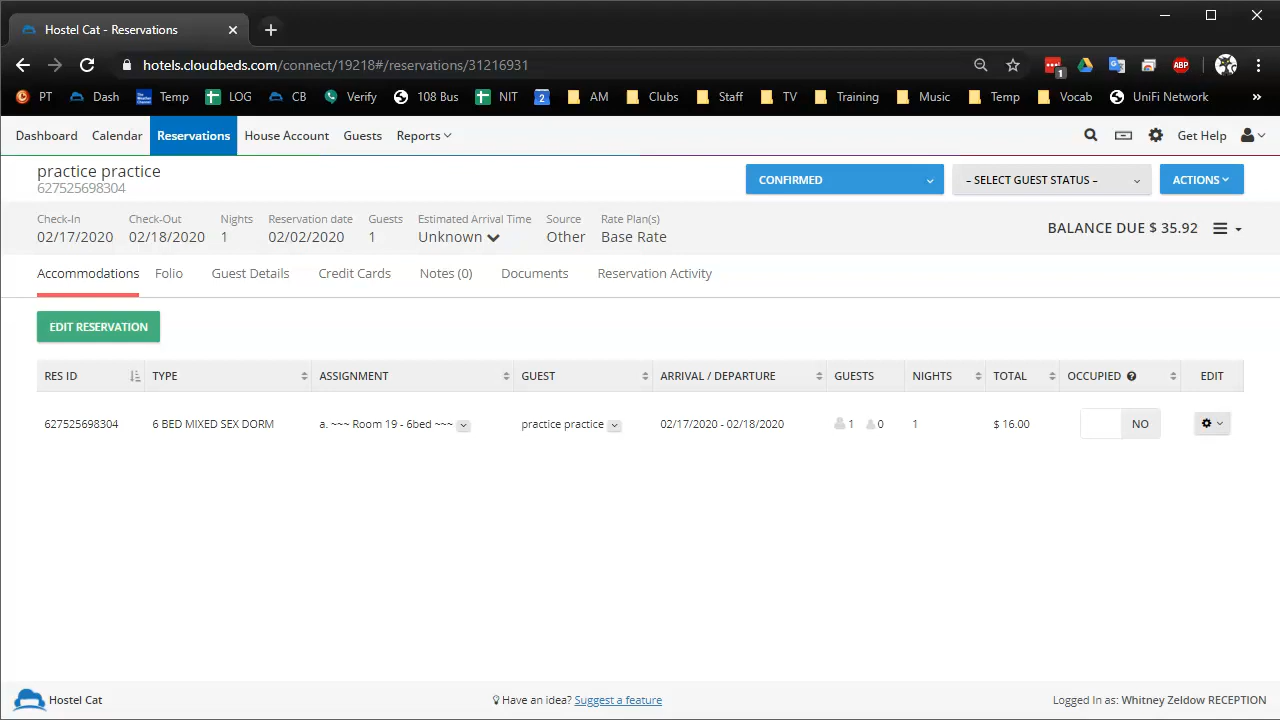 Hostel Cat - Reservations
hotels.cloudbeds.com/connect/19218#/reservations/31216931
1
ABP
PT Dash Temp LOG CB Verify 108 Bus NIT 2 AM Clubs Staff TV Training Music Temp Vocab UniFi Network »
Dashboard Calendar Reservations House Account Guests Reports Get Help
practice practice
627525698304
CONFIRMED – SELECT GUEST STATUS – ACTIONS
Check-In Check-Out Nights Reservation date Guests Estimated Arrival Time Source Rate Plan(s)
02/17/2020 02/18/2020 1 02/02/2020 1 Unknown Other Base Rate
BALANCE DUE $ 35.92
Accommodations Folio Guest Details Credit Cards Notes (0) Documents Reservation Activity
EDIT RESERVATION
RES ID TYPE ASSIGNMENT GUEST ARRIVAL / DEPARTURE GUESTS NIGHTS TOTAL OCCUPIED ? EDIT
627525698304 6 BED MIXED SEX DORM a. ~~~ Room 19 - 6bed ~~~ practice practice 02/17/2020 - 02/18/2020 1 0 1 $ 16.00 NO
Hostel Cat Have an idea? Suggest a feature Logged In as: Whitney Zeldow RECEPTION